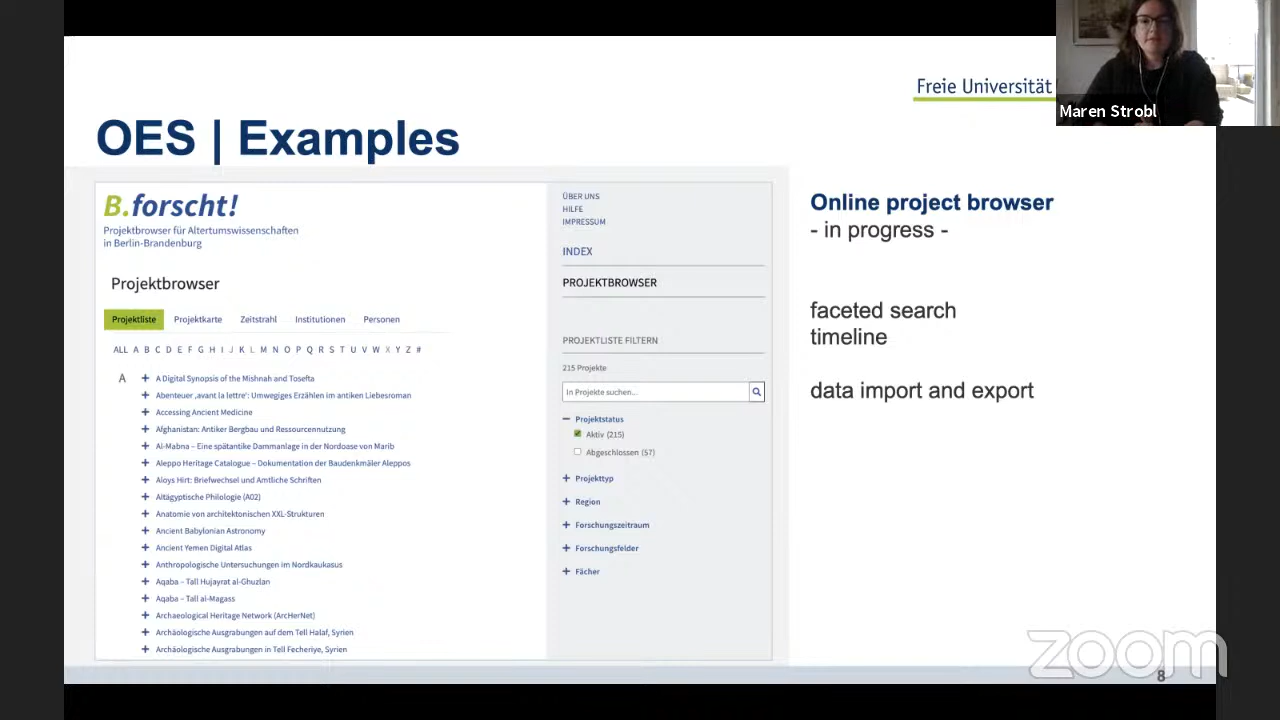 Freie Universität
Maren Strobl
OES | Examples
B.forscht!
Projektbrowser für Altertumswissenschaften
in Berlin-Brandenburg
Projektbrowser
Projektliste Projektkarte Zeitstrahl Institutionen Personen
ALL A B C D E F G H I J K L M N O P Q R S T U V W X Y Z #
A
A Digital Synopsis of the Mishnah and Tosefta
Abenteuer ‚avant la lettre‘: Umwegiges Erzählen im antiken Liebesroman
Accessing Ancient Medicine
Afghanistan: Antiker Bergbau und Ressourcennutzung
Al-Mabna – Eine spätantike Dammanlage in der Nordoase von Marib
Aleppo Heritage Catalogue – Dokumentation der Baudenkmäler Aleppos
Aloys Hirt: Briefwechsel und Amtliche Schriften
Altägyptische Philologie (A02)
Anatomie von architektonischen XXL-Strukturen
Ancient Babylonian Astronomy
Ancient Yemen Digital Atlas
Anthropologische Untersuchungen im Nordkaukasus
Aqaba – Tall Hujayrat al-Ghuzlan
Aqaba – Tall al-Magass
Archaeological Heritage Network (ArcHerNet)
Archäologische Ausgrabungen auf dem Tell Halaf, Syrien
Archäologische Ausgrabungen in Tell Fecheriye, Syrien
ÜBER UNS
HILFE
IMPRESSUM
INDEX
PROJEKTBROWSER
PROJEKTLISTE FILTERN
215 Projekte
In Projekte suchen...
Projektstatus
Aktiv (215)
Abgeschlossen (57)
Projekttyp
Region
Forschungszeitraum
Forschungsfelder
Fächer
Online project browser
- in progress -
faceted search
timeline
data import and export
zoom
8